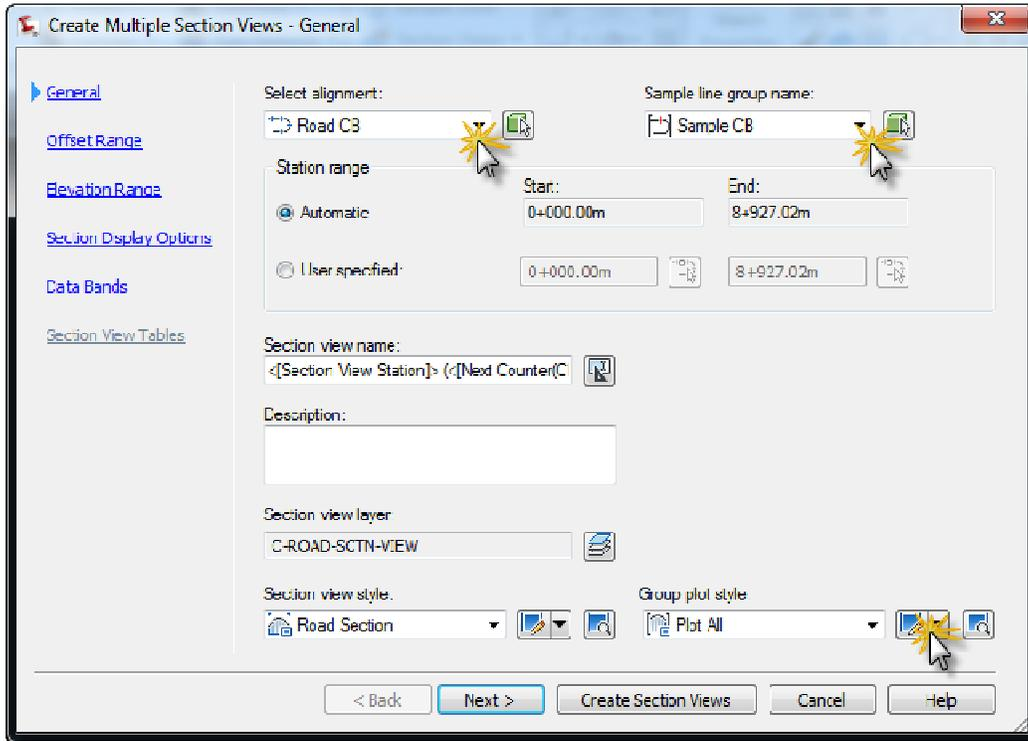 Create Multiple Section Views - General
General
Offset Range
Elevation Range
Section Display Options
Data Bands
Section View Tables
Select alignment:
Sample line group name:
Road CB
Sample CB
Station range
Start:
End:
Automatic
0+000.00m
8+927.02m
User specified:
0+000.00m
8+927.02m
Section view name:
<[Section View Station]> (<[Next Counter(C
Description:
Section view layer
C-ROAD-SCTN-VIEW
Section view style:
Group plot style
Road Section
Plot All
< Back
Next >
Create Section Views
Cancel
Help